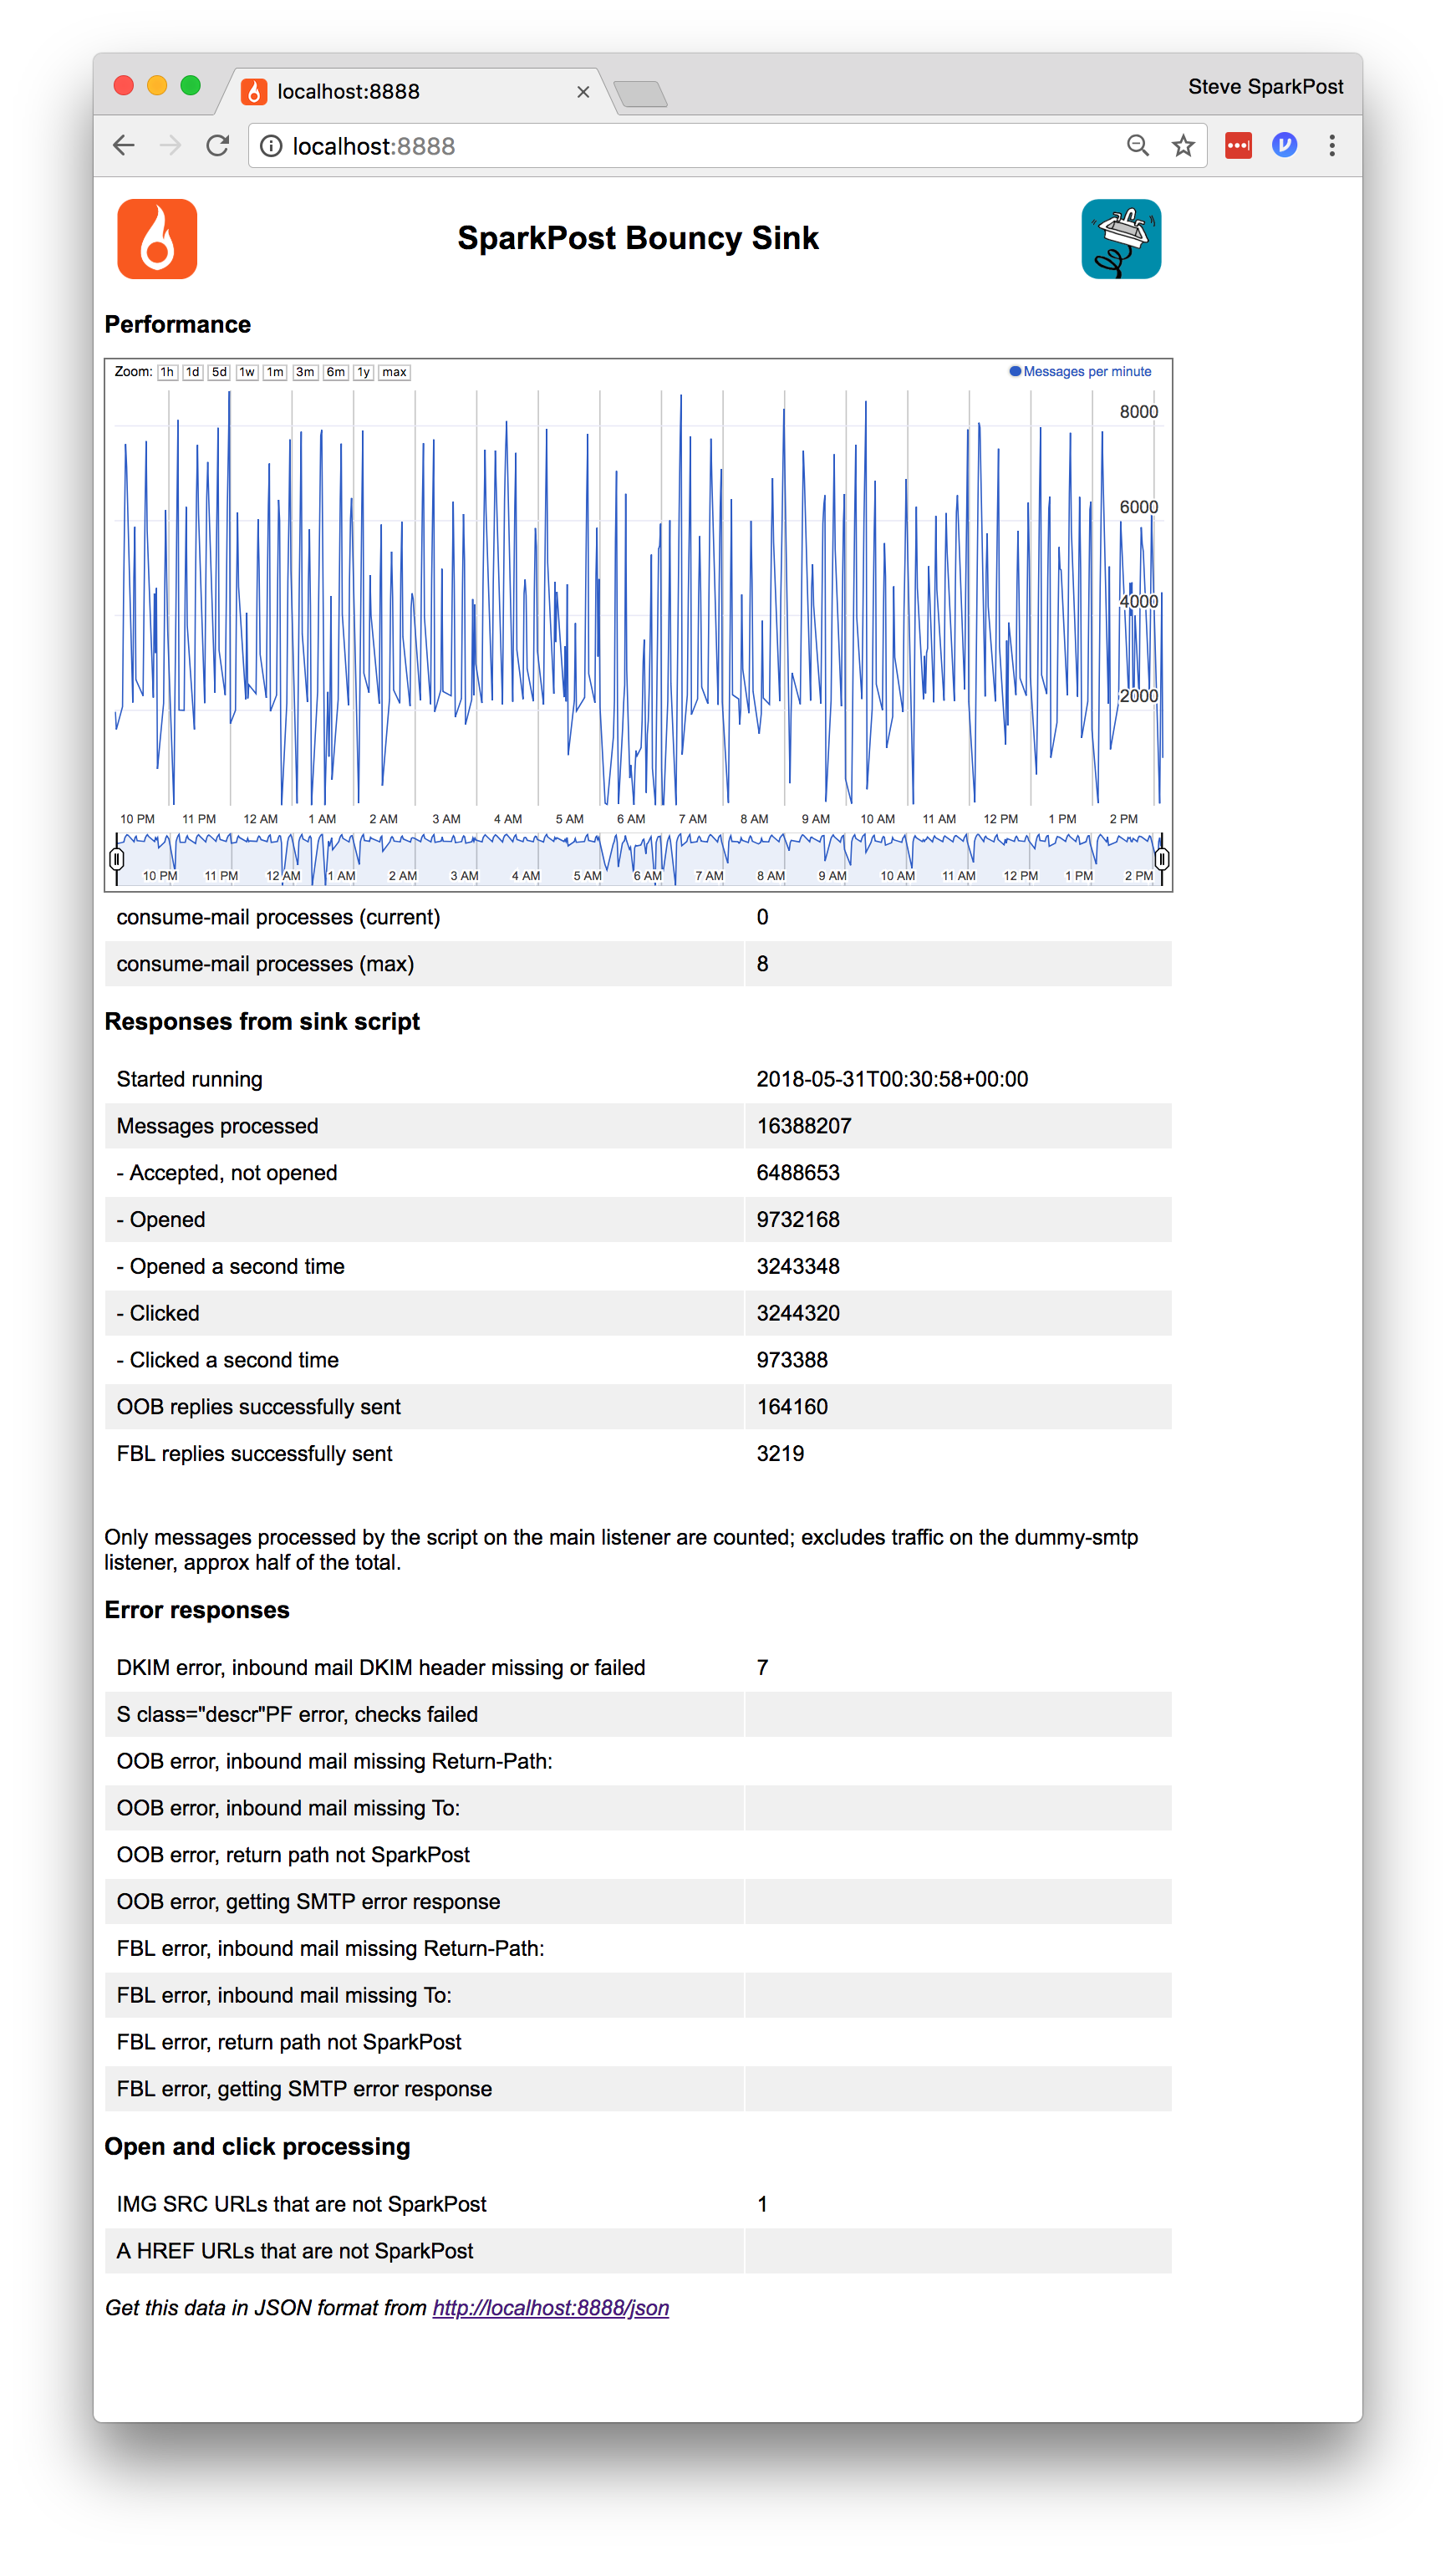 localhost:8888
Steve SparkPost
localhost:8888
SparkPost Bouncy Sink
Performance
Zoom: 1h 1d 5d 1w 1m 3m 6m 1y max
Messages per minute
8000
6000
4000
2000
10 PM 11 PM 12 AM 1 AM 2 AM 3 AM 4 AM 5 AM 6 AM 7 AM 8 AM 9 AM 10 AM 11 AM 12 PM 1 PM 2 PM
10 PM 11 PM 12 AM 1 AM 2 AM 3 AM 4 AM 5 AM 6 AM 7 AM 8 AM 9 AM 10 AM 11 AM 12 PM 1 PM 2 PM
consume-mail processes (current) 0
consume-mail processes (max) 8
Responses from sink script
Started running 2018-05-31T00:30:58+00:00
Messages processed 16388207
- Accepted, not opened 6488653
- Opened 9732168
- Opened a second time 3243348
- Clicked 3244320
- Clicked a second time 973388
OOB replies successfully sent 164160
FBL replies successfully sent 3219
Only messages processed by the script on the main listener are counted; excludes traffic on the dummy-smtp
listener, approx half of the total.
Error responses
DKIM error, inbound mail DKIM header missing or failed 7
S class="descr"PF error, checks failed
OOB error, inbound mail missing Return-Path:
OOB error, inbound mail missing To:
OOB error, return path not SparkPost
OOB error, getting SMTP error response
FBL error, inbound mail missing Return-Path:
FBL error, inbound mail missing To:
FBL error, return path not SparkPost
FBL error, getting SMTP error response
Open and click processing
IMG SRC URLs that are not SparkPost 1
A HREF URLs that are not SparkPost
Get this data in JSON format from http://localhost:8888/json